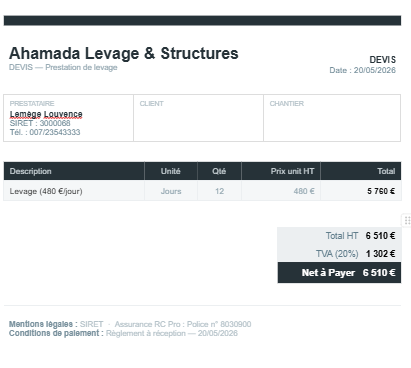 Ahamada Levage & Structures
DEVIS — Prestation de levage
DEVIS
Date : 20/05/2026
PRESTATAIRE
Lemège Louvence
SIRET : 3000068
Tél. : 007/23543333
CLIENT
CHANTIER
Description Unité Qté Prix unit HT Total
Levage (480 €/jour) Jours 12 480 € 5 760 €
Total HT 6 510 €
TVA (20%) 1 302 €
Net à Payer 6 510 €
Mentions légales : SIRET · Assurance RC Pro : Police n° 8030900
Conditions de paiement : Règlement à réception — 20/05/2026